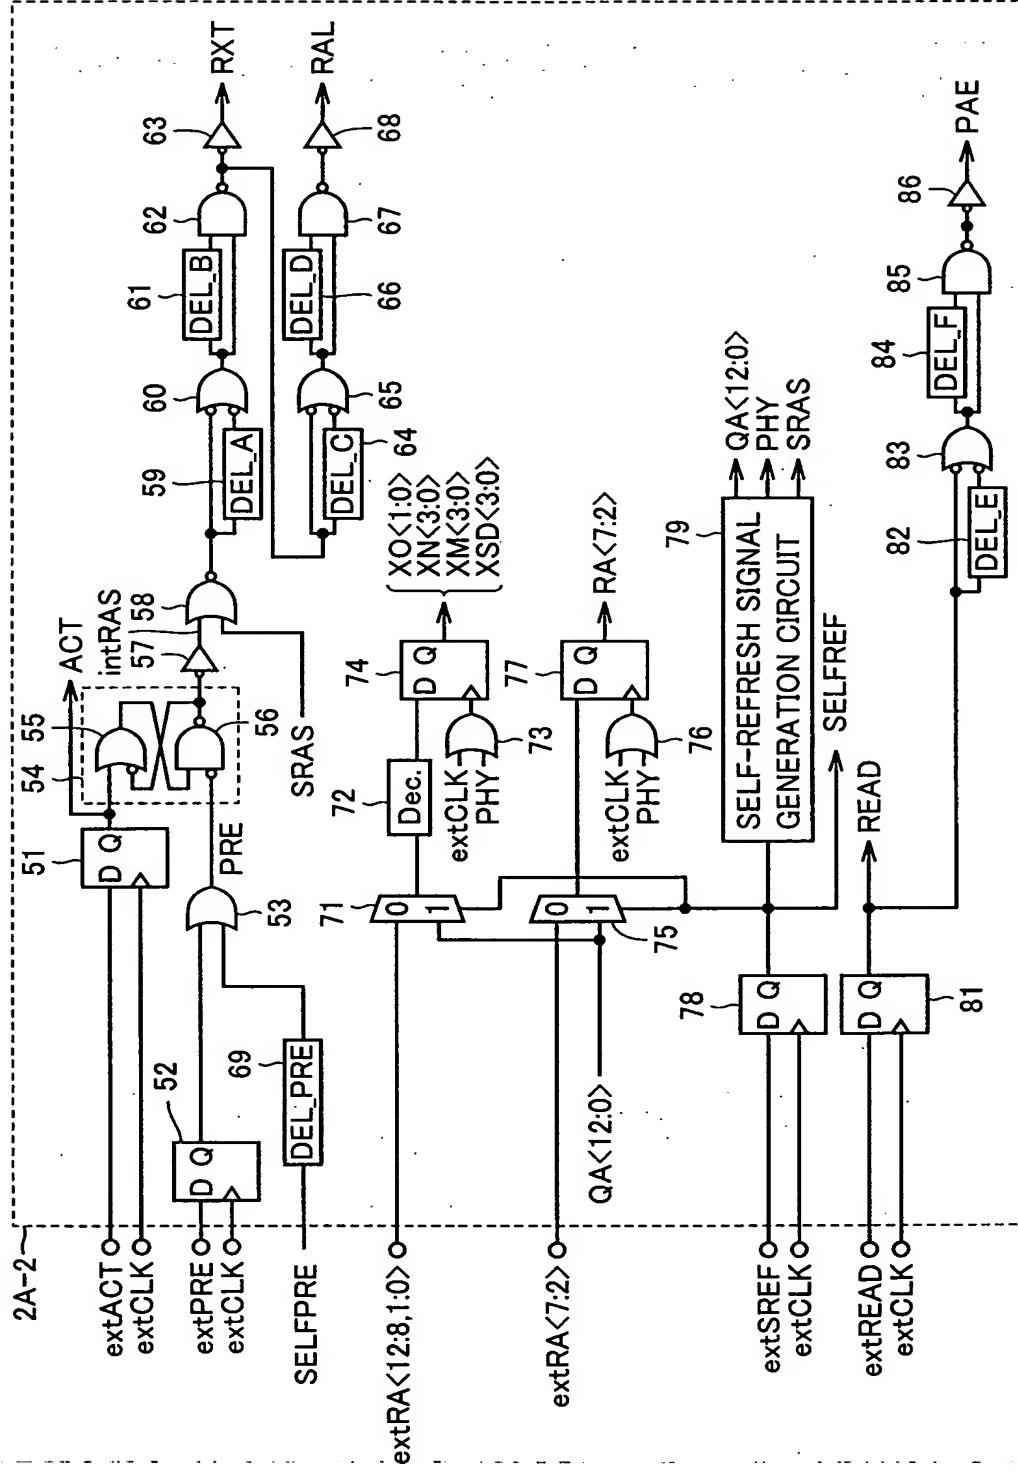 2A-2
extACT
extCLK
extPRE
extCLK
SELFPRE
extRA<12:8,1:0>
extRA<7:2>
extSREF
extCLK
extREAD
extCLK
51
D Q
ACT
54
55
56
intRAS
57
58
52
D Q
53
PRE
69
DEL_PRE
SRAS
59
DEL_A
60
61
DEL_B
62
63
RXT
64
DEL_C
65
66
DEL_D
67
68
RAL
71
0
1
72
Dec.
extCLK
PHY
73
74
D Q
XO<1:0>
XN<3:0>
XM<3:0>
XSD<3:0>
QA<12:0>
75
0
1
extCLK
PHY
76
77
D Q
RA<7:2>
78
D Q
79
SELF-REFRESH SIGNAL
GENERATION CIRCUIT
QA<12:0>
PHY
SRAS
SELFREF
81
D Q
READ
82
DEL_E
83
84
DEL_F
85
86
PAE